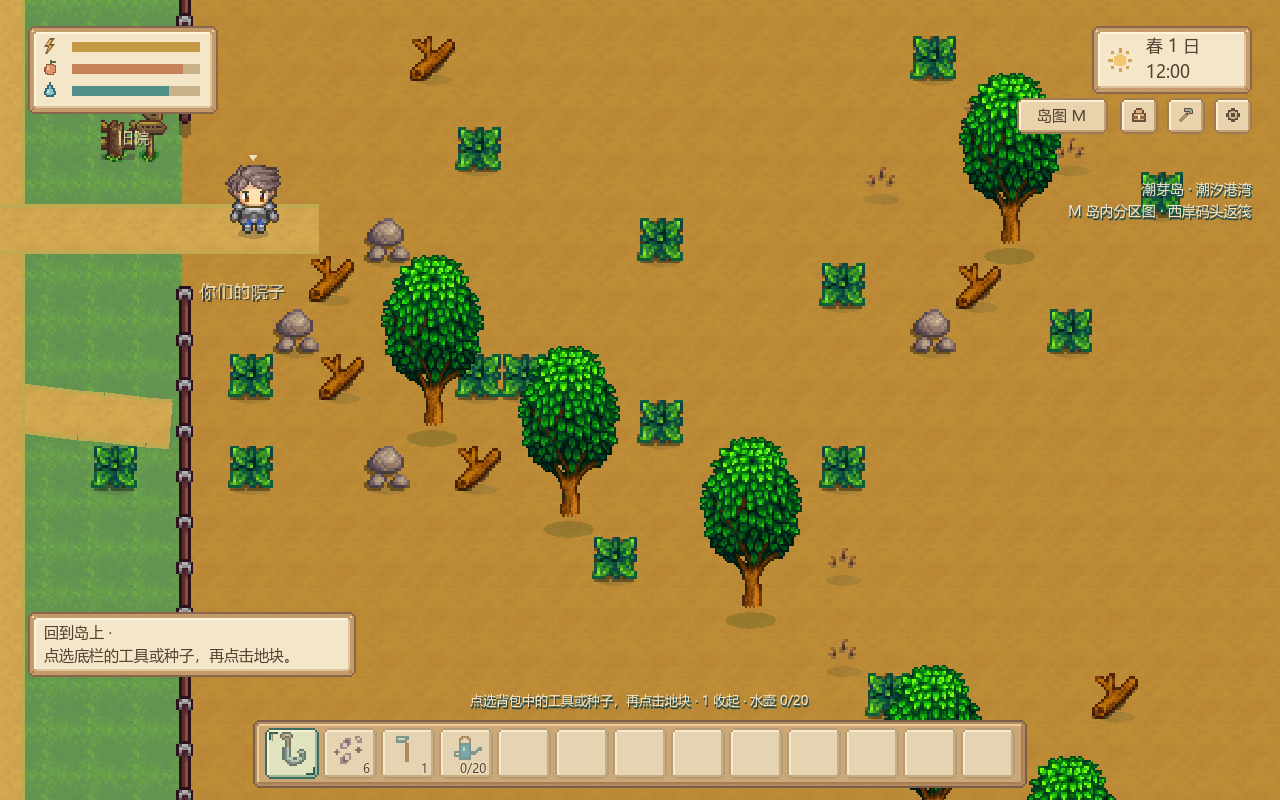 春 1 日
12:00
岛图 M
旧院
潮芽岛 · 潮汐港湾
M 岛内分区图 · 西岸码头返筏
你们的院子
回到岛上 ·
点选底栏的工具或种子，再点击地块。
点选背包中的工具或种子，再点击地块 · 1 收起 · 水壶 0/20
6
1
0/20